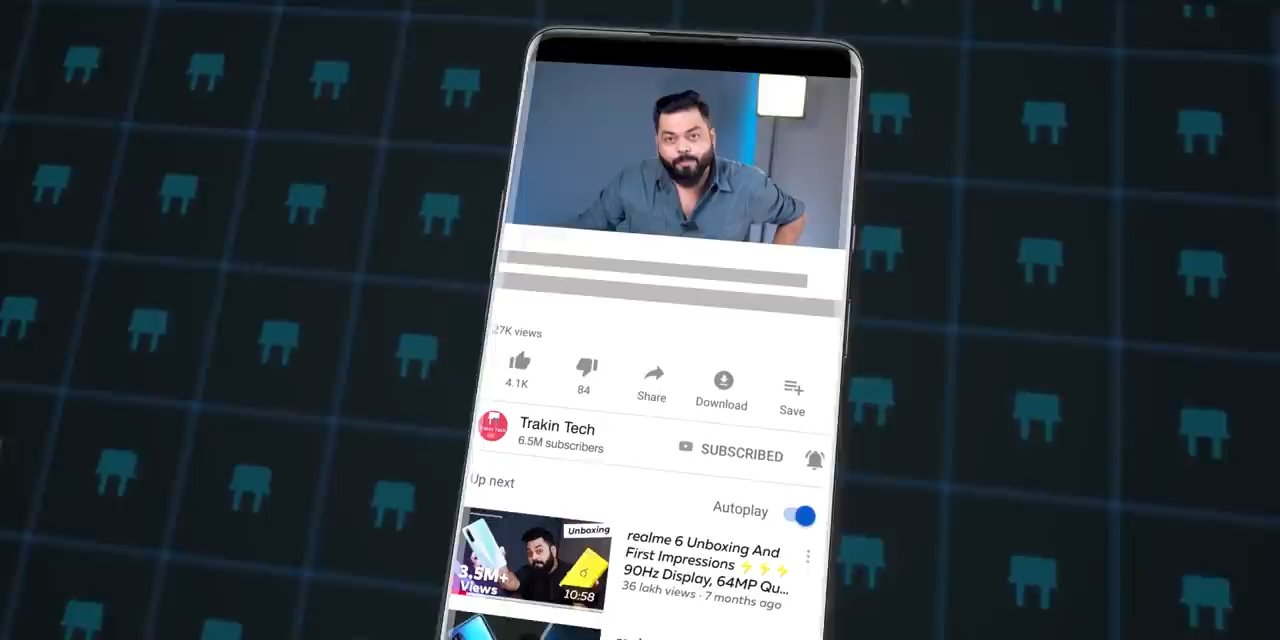 27K views
4.1K
84
Share
Download
Save
Trakin Tech
6.5M subscribers
SUBSCRIBED
Up next
Autoplay
Unboxing
3.5M+
Views
10:58
realme 6 Unboxing And
First Impressions ⚡⚡⚡
90Hz Display, 64MP Qu...
36 lakh views · 7 months ago